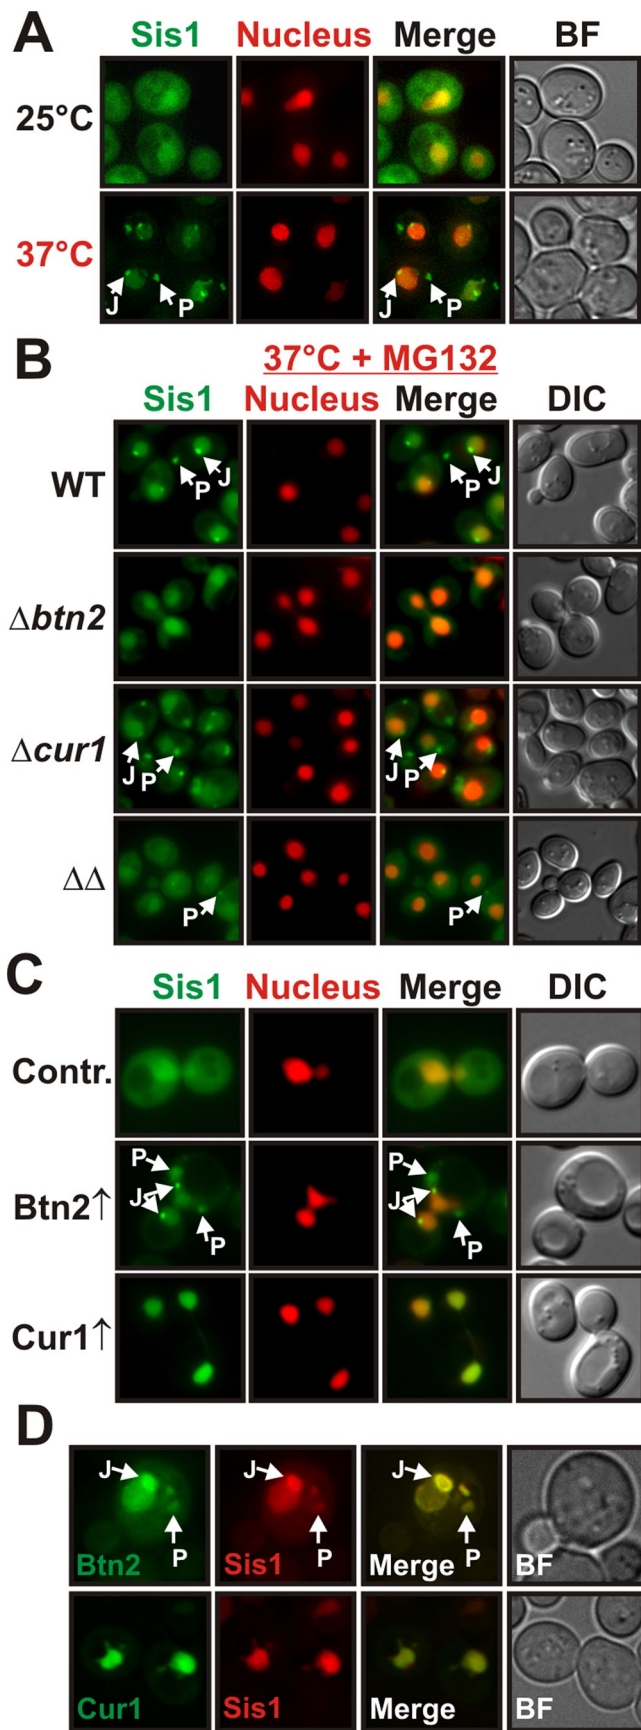 A
Sis1 Nucleus Merge BF
25°C
37°C
J P J P
B
37°C + MG132
Sis1 Nucleus Merge DIC
WT
P J P J
Δbtn2
Δcur1
J P J P
ΔΔ
P P
C
Sis1 Nucleus Merge DIC
Contr.
Btn2↑
P J P P J P
Cur1↑
D
J J J
P P P
Btn2 Sis1 Merge BF
Cur1 Sis1 Merge BF